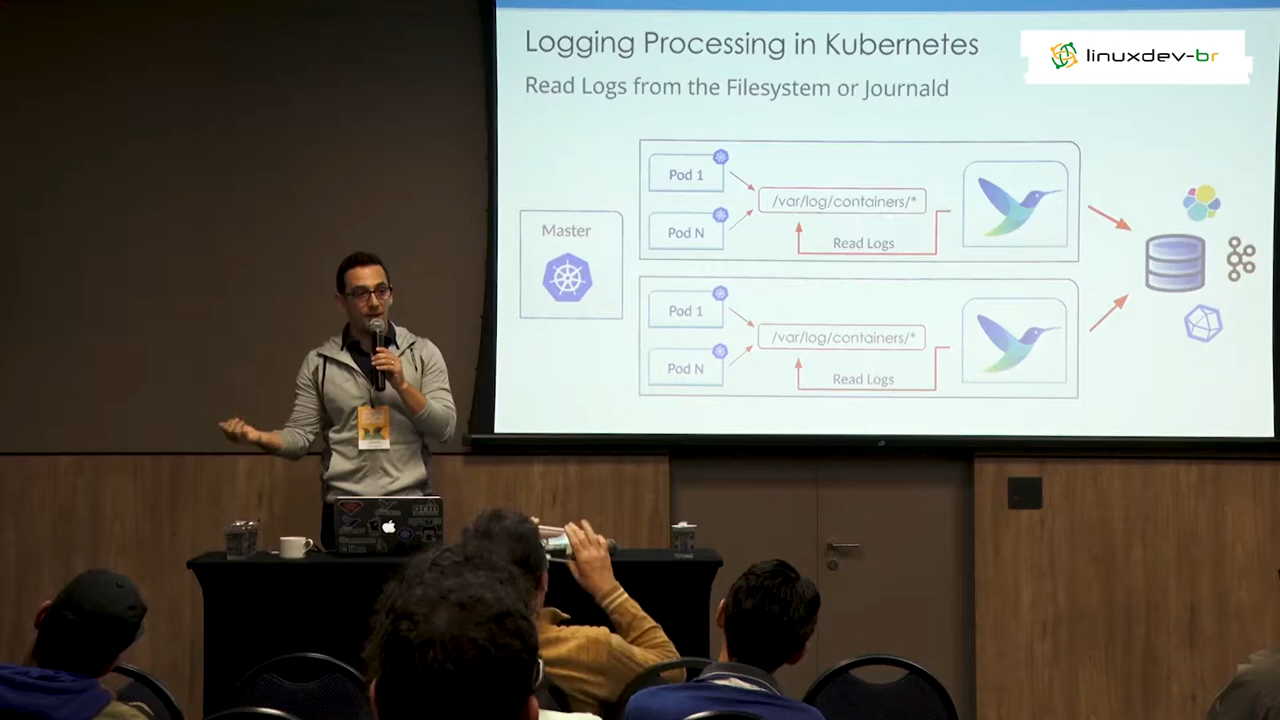 Logging Processing in Kubernetes
Read Logs from the Filesystem or Journald
linuxdev-br
Master
Pod 1
Pod N
/var/log/containers/*
Read Logs
Pod 1
Pod N
/var/log/containers/*
Read Logs